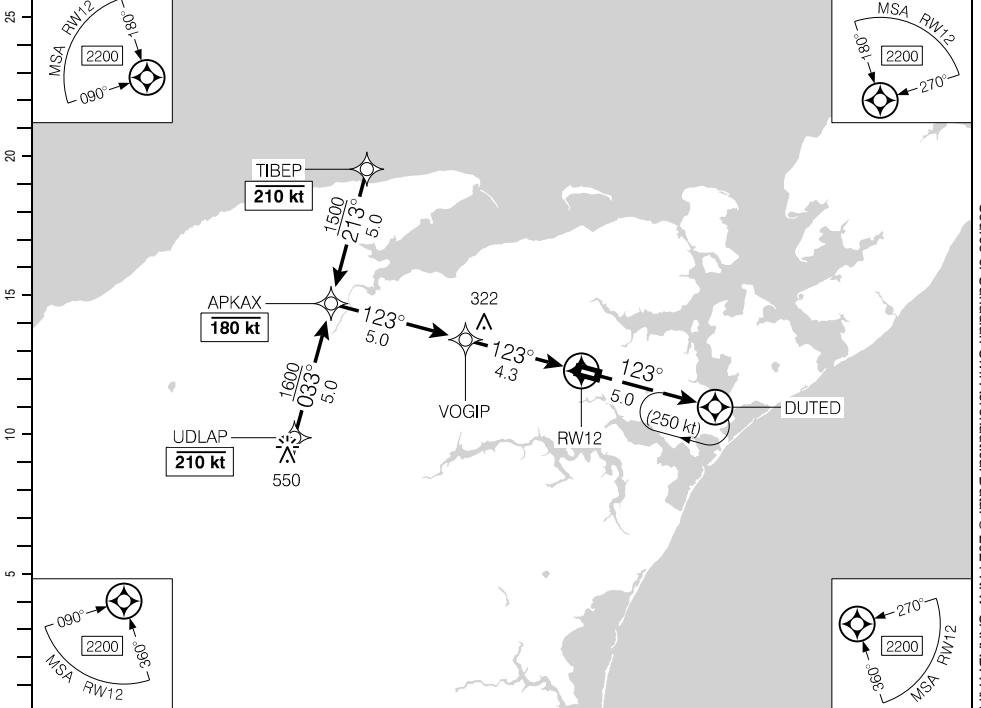 25
20
15
10
5
MSA RW12
180°
2200
090°
MSA RW12
180°
2200
270°
TIBEP
210 kt
1500
213°
5.0
APKAX
180 kt
123°
5.0
322
123°
4.3
VOGIP
RW12
123°
5.0
(250 kt)
DUTED
1600
033°
5.0
UDLAP
210 kt
550
090°
2200
360°
MSA RW12
270°
2200
360°
MSA RW12